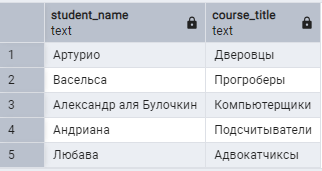 student_name course_title
text text
1 Артурио Дверовцы
2 Васельса Прогроберы
3 Александр аля Булочкин Компьютерщики
4 Андриана Подсчитыватели
5 Любава Адвокатчиксы